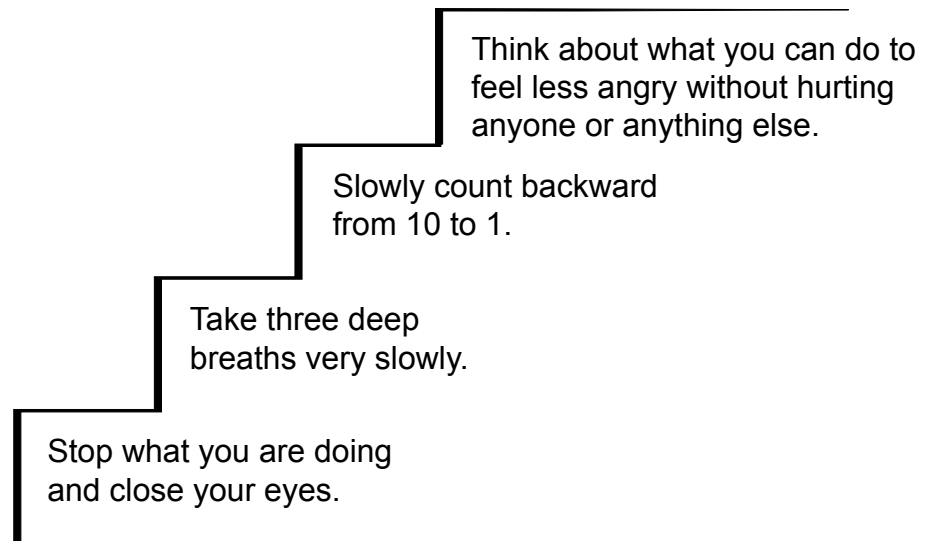 Think about what you can do to
feel less angry without hurting
anyone or anything else.
Slowly count backward
from 10 to 1.
Take three deep
breaths very slowly.
Stop what you are doing
and close your eyes.